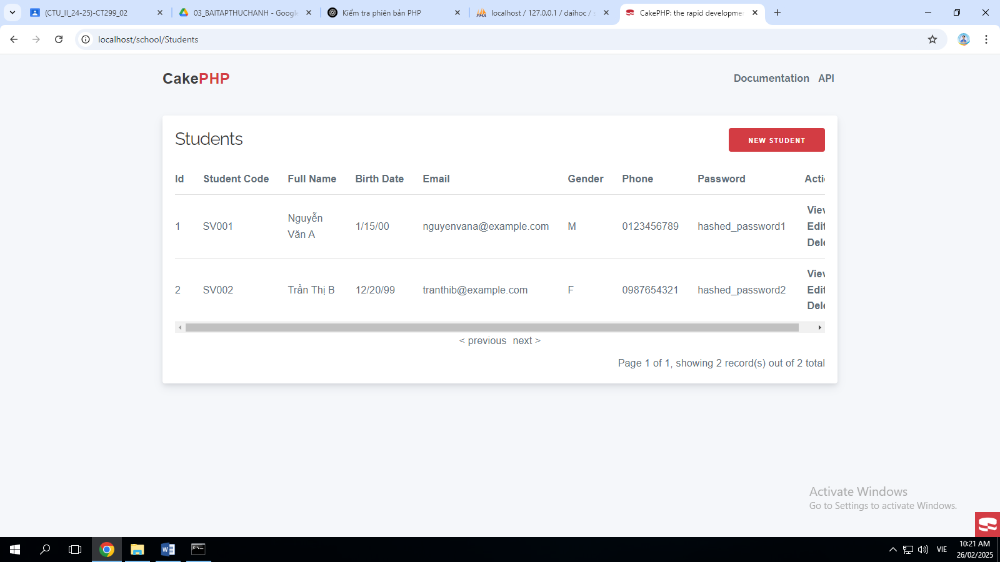 (CTU_II_24-25)-CT299_02
03_BAITAPTHUCHANH - Google
Kiểm tra phiên bản PHP
localhost / 127.0.0.1 / daihoc / s
CakePHP: the rapid developme
localhost/school/Students
CakePHP
Documentation API
Students
NEW STUDENT
Id Student Code Full Name Birth Date Email Gender Phone Password Acti
1 SV001 Nguyễn Văn A 1/15/00 nguyenvana@example.com M 0123456789 hashed_password1
View
Edit
Dele
2 SV002 Trần Thị B 12/20/99 tranthib@example.com F 0987654321 hashed_password2
View
Edit
Dele
< previous next >
Page 1 of 1, showing 2 record(s) out of 2 total
Activate Windows
Go to Settings to activate Windows.
VIE
10:21 AM
26/02/2025